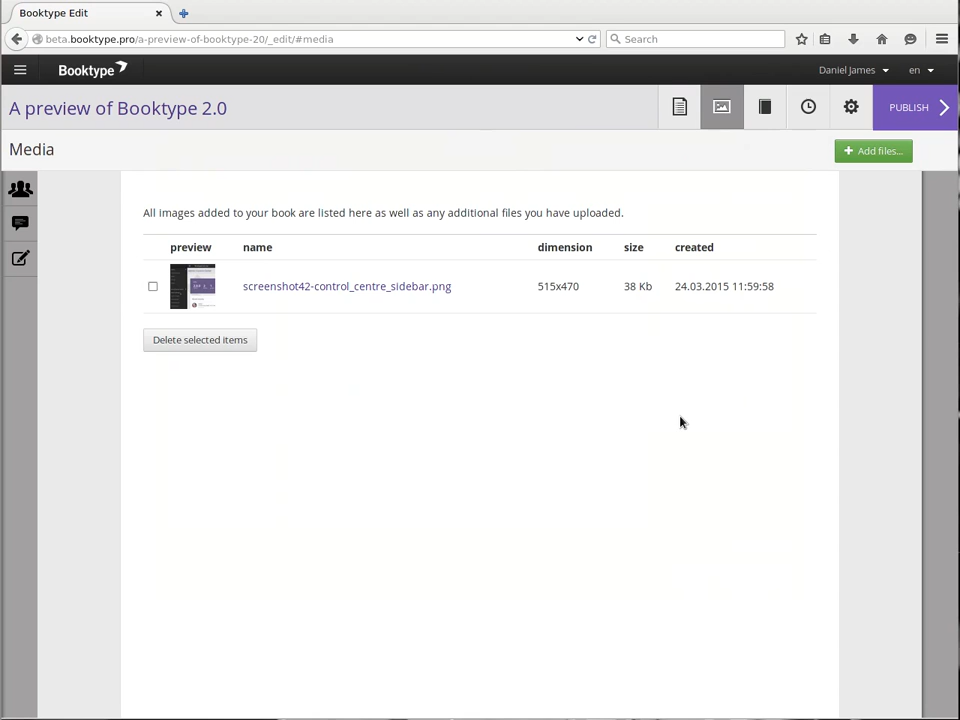 Booktype Edit
beta.booktype.pro/a-preview-of-booktype-20/_edit/#media
Search
Booktype
Daniel James
en
A preview of Booktype 2.0
PUBLISH
Media
Add files...
All images added to your book are listed here as well as any additional files you have uploaded.
preview name dimension size created
screenshot42-control_centre_sidebar.png 515x470 38 Kb 24.03.2015 11:59:58
Delete selected items